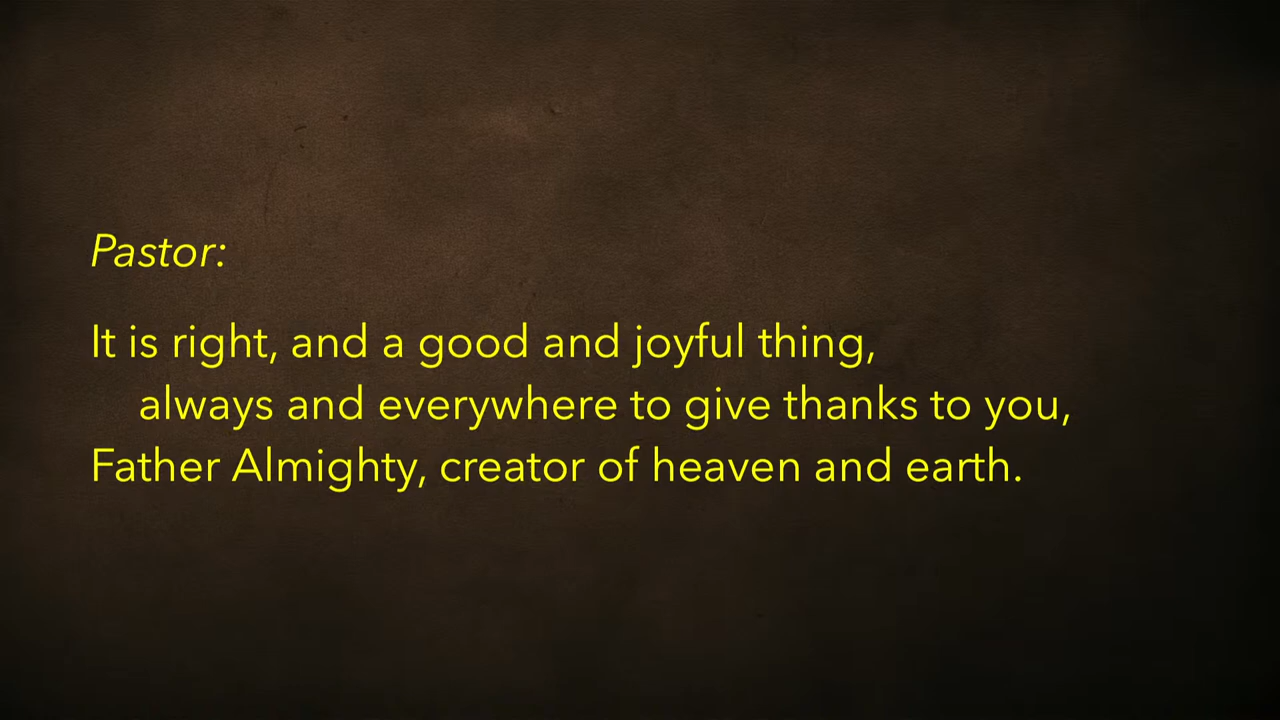 Pastor:
It is right, and a good and joyful thing,
always and everywhere to give thanks to you,
Father Almighty, creator of heaven and earth.